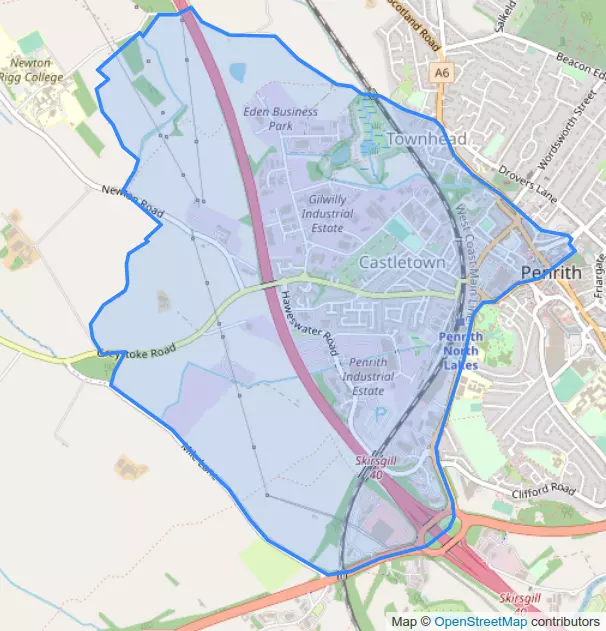 Scotland Road
Salkeld
Beacon Ed
Newton
Rigg College
A6
Wordsworth Street
Eden Business
Park
Townhead
Drovers Lane
Newton Road
Gilwilly
Industrial
Estate
West Coast Main Line
Castletown
Penrith
Friargate
Haweswater Road
Greystoke Road
Penrith
North
Lakes
Penrith
Industrial
Estate
P
Mile Lane
Skirsgill
40
Clifford Road
Skirsgill
40
Map © OpenStreetMap contributors